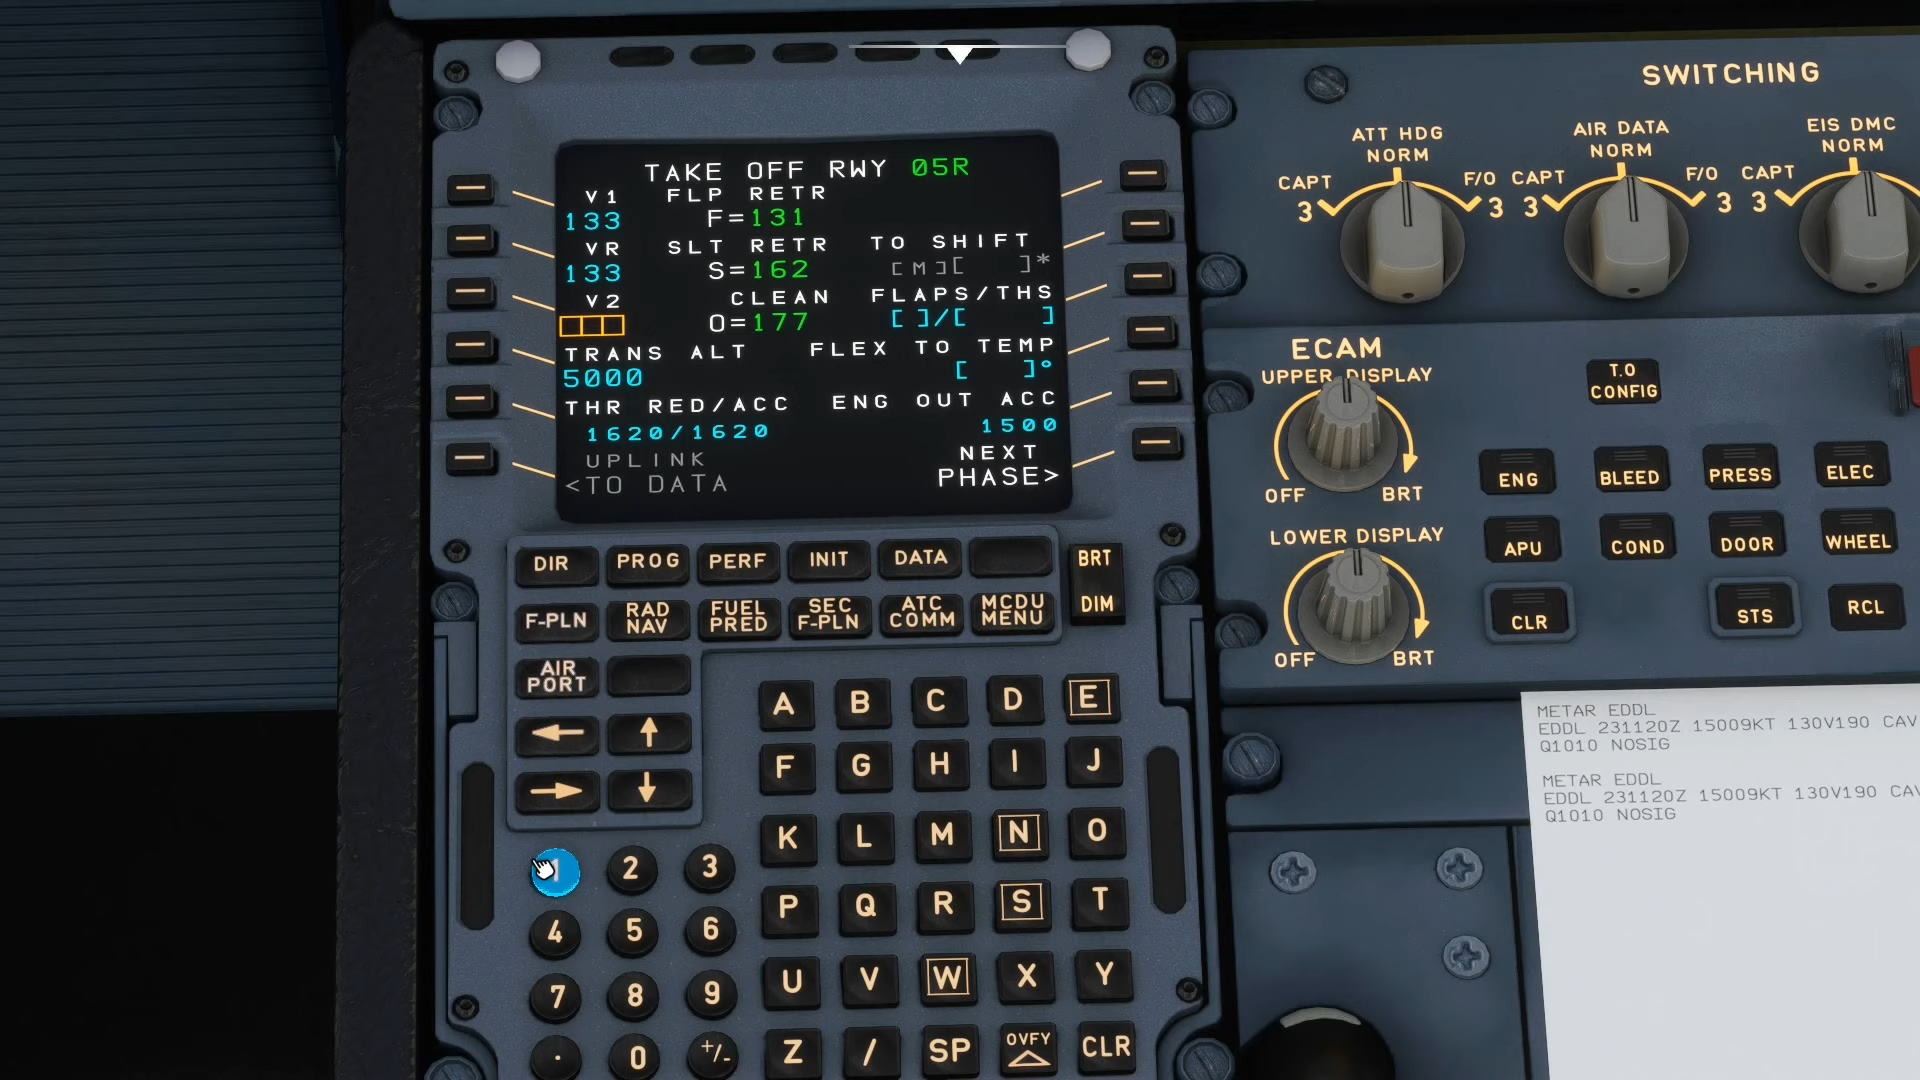 TAKE OFF RWY 05R
V1 FLP RETR
133 F=131
VR SLT RETR TO SHIFT
133 S=162 [M][ ]*
V2 CLEAN FLAPS/THS
O=177 [ ]/[ ]
TRANS ALT FLEX TO TEMP
5000 [ ]°
THR RED/ACC ENG OUT ACC
1620/1620 1500
UPLINK NEXT
<TO DATA PHASE>
DIR PROG PERF INIT DATA
BRT
DIM
F-PLN RAD NAV FUEL PRED SEC F-PLN ATC COMM MCDU MENU
AIR PORT
A B C D E
F G H I J
K L M N O
P Q R S T
U V W X Y
Z / SP OVFY CLR
1 2 3
4 5 6
7 8 9
. 0 +/-
SWITCHING
ATT HDG
NORM
CAPT
3
F/O
3
AIR DATA
NORM
CAPT
3
F/O
3
EIS DMC
NORM
CAPT
3
ECAM
UPPER DISPLAY
OFF BRT
LOWER DISPLAY
OFF BRT
T.O
CONFIG
ENG BLEED PRESS ELEC
APU COND DOOR WHEEL
CLR STS RCL
METAR EDDL
EDDL 231120Z 15009KT 130V190 CAV
Q1010 NOSIG
METAR EDDL
EDDL 231120Z 15009KT 130V190 CAV
Q1010 NOSIG